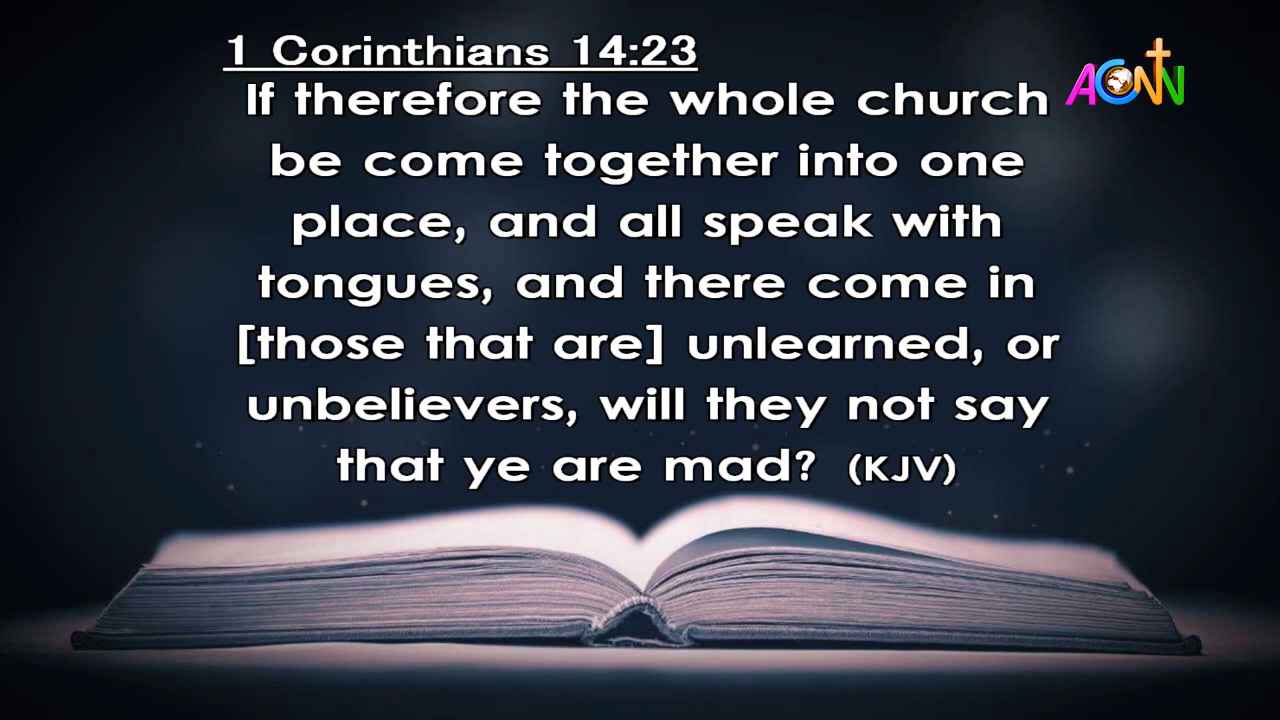 1 Corinthians 14:23
ACNN
If therefore the whole church
be come together into one
place, and all speak with
tongues, and there come in
[those that are] unlearned, or
unbelievers, will they not say
that ye are mad? (KJV)